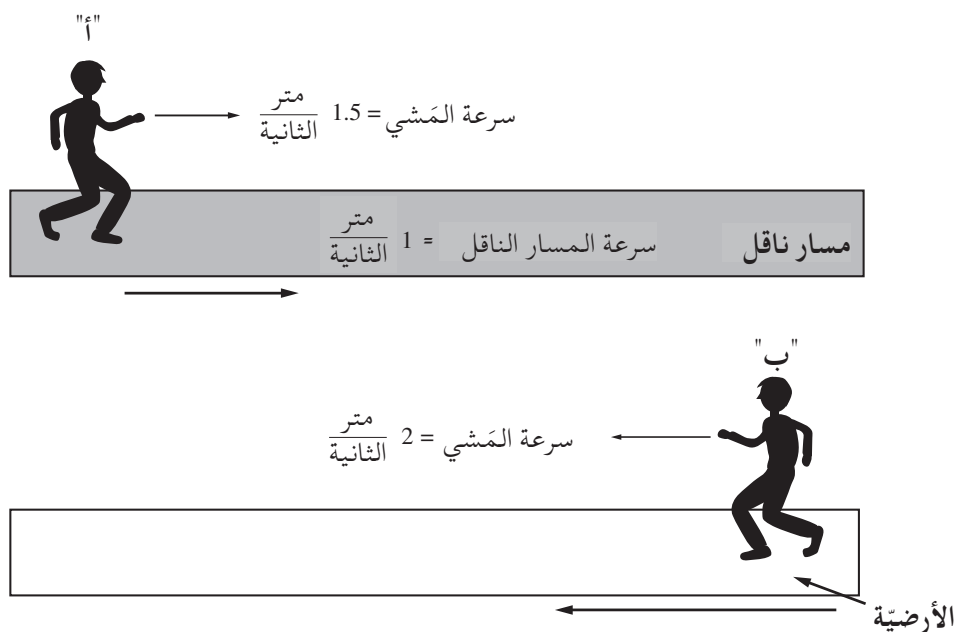 "أ"
سرعة المَشي = 1.5 متر/الثانية
مسار ناقل سرعة المسار الناقل = 1 متر/الثانية
"ب"
سرعة المَشي = 2 متر/الثانية
الأرضيّة